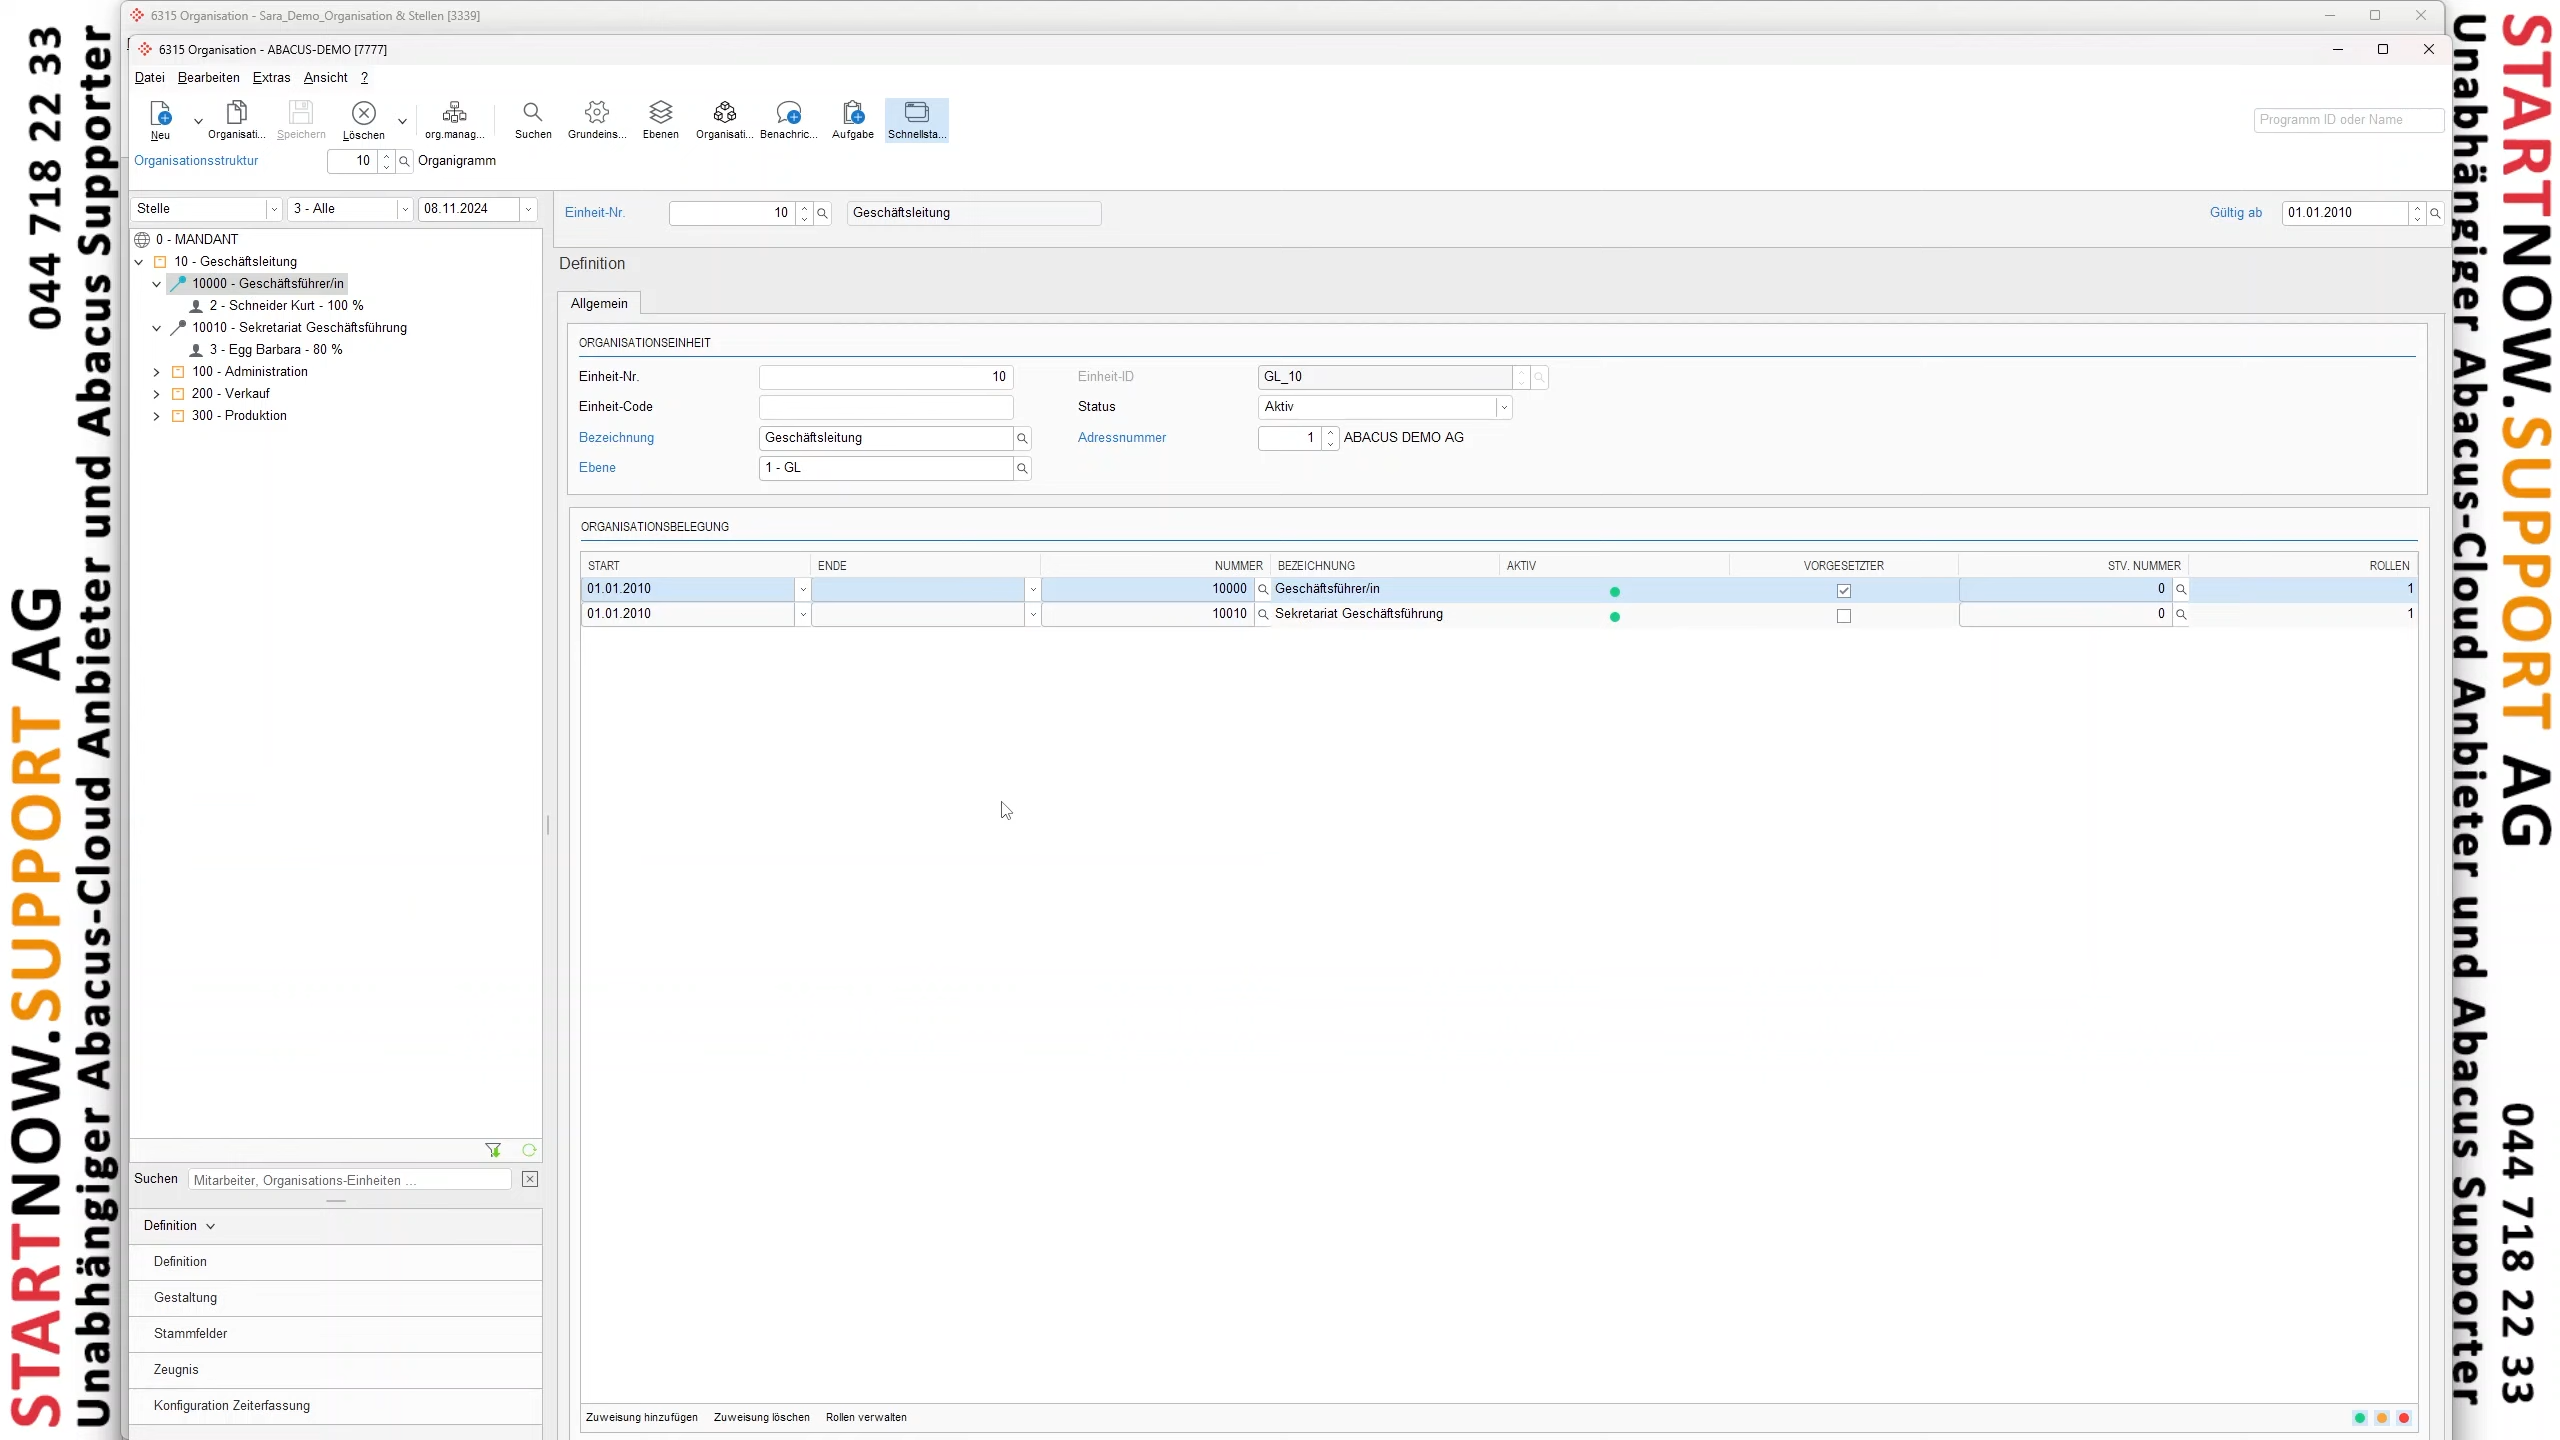 STARTNOW.SUPPORT AG 044 718 22 33
Unabhängiger Abacus-Cloud Anbieter und Abacus Supporter
6315 Organisation - Sara_Demo_Organisation & Stellen [3339]
6315 Organisation - ABACUS-DEMO [7777]
Datei Bearbeiten Extras Ansicht ?
Neu Organisati... Speichern Löschen org.manag... Suchen Grundeins... Ebenen Organisati... Benachric... Aufgabe Schnellsta... Programm ID oder Name
Organisationsstruktur 10 Organigramm
Stelle 3 - Alle 08.11.2024
Einheit-Nr. 10 Geschäftsleitung Gültig ab 01.01.2010
0 - MANDANT
10 - Geschäftsleitung
10000 - Geschäftsführer/in
2 - Schneider Kurt - 100 %
10010 - Sekretariat Geschäftsführung
3 - Egg Barbara - 80 %
100 - Administration
200 - Verkauf
300 - Produktion
Suchen Mitarbeiter, Organisations-Einheiten ...
Definition
Definition
Gestaltung
Stammfelder
Zeugnis
Konfiguration Zeiterfassung
Definition
Allgemein
ORGANISATIONSEINHEIT
Einheit-Nr. 10 Einheit-ID GL_10
Einheit-Code Status Aktiv
Bezeichnung Geschäftsleitung Adressnummer 1 ABACUS DEMO AG
Ebene 1 - GL
ORGANISATIONSBELEGUNG
START ENDE NUMMER BEZEICHNUNG AKTIV VORGESETZTER STV. NUMMER ROLLEN
01.01.2010 10000 Geschäftsführer/in 0 1
01.01.2010 10010 Sekretariat Geschäftsführung 0 1
Zuweisung hinzufügen Zuweisung löschen Rollen verwalten
STARTNOW.SUPPORT AG 044 718 22 33
Unabhängiger Abacus-Cloud Anbieter und Abacus Supporter